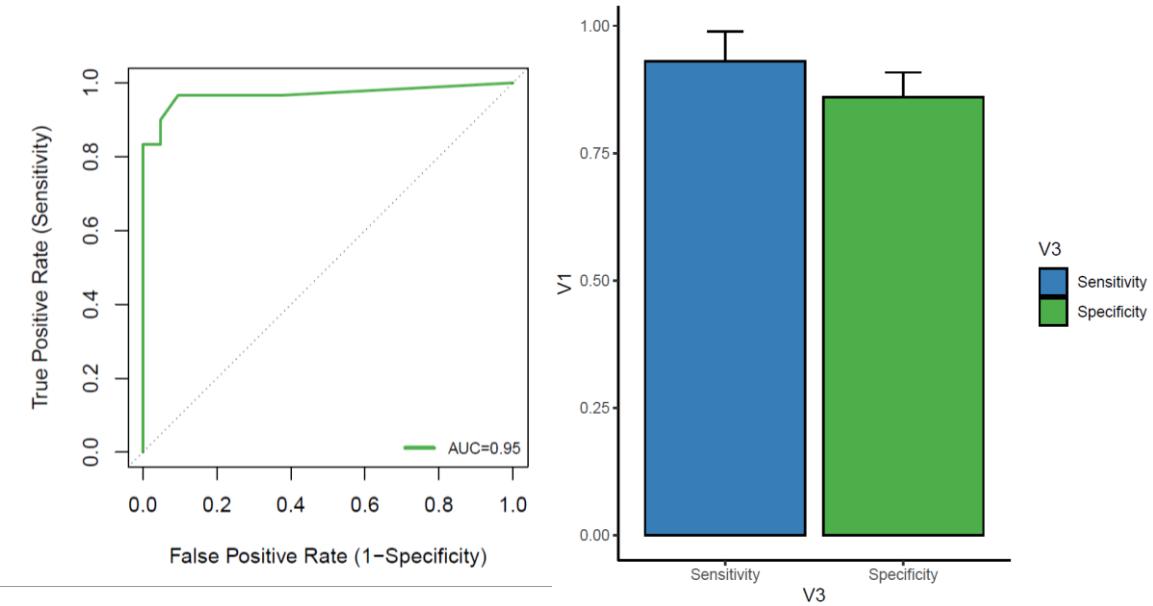 1.0
0.8
0.6
0.4
0.2
0.0
True Positive Rate (Sensitivity)
AUC=0.95
0.0 0.2 0.4 0.6 0.8 1.0
False Positive Rate (1−Specificity)
1.00
0.75
0.50
0.25
0.00
V1
Sensitivity Specificity
V3
V3
Sensitivity
Specificity